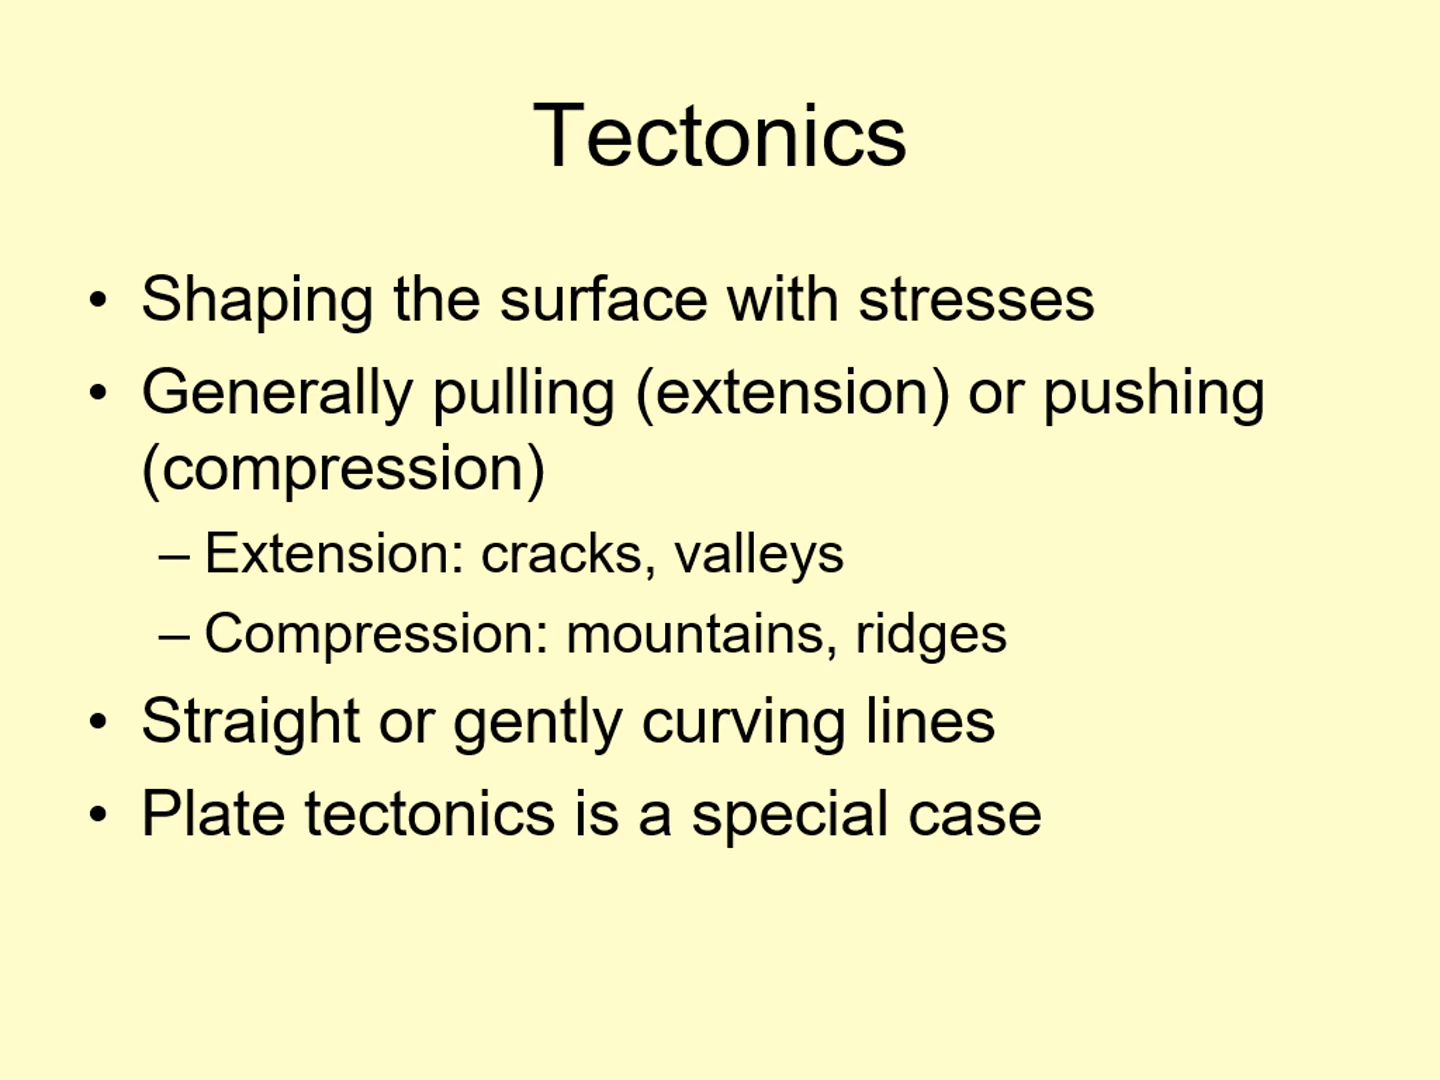 Tectonics
• Shaping the surface with stresses
• Generally pulling (extension) or pushing
(compression)
– Extension: cracks, valleys
– Compression: mountains, ridges
• Straight or gently curving lines
• Plate tectonics is a special case